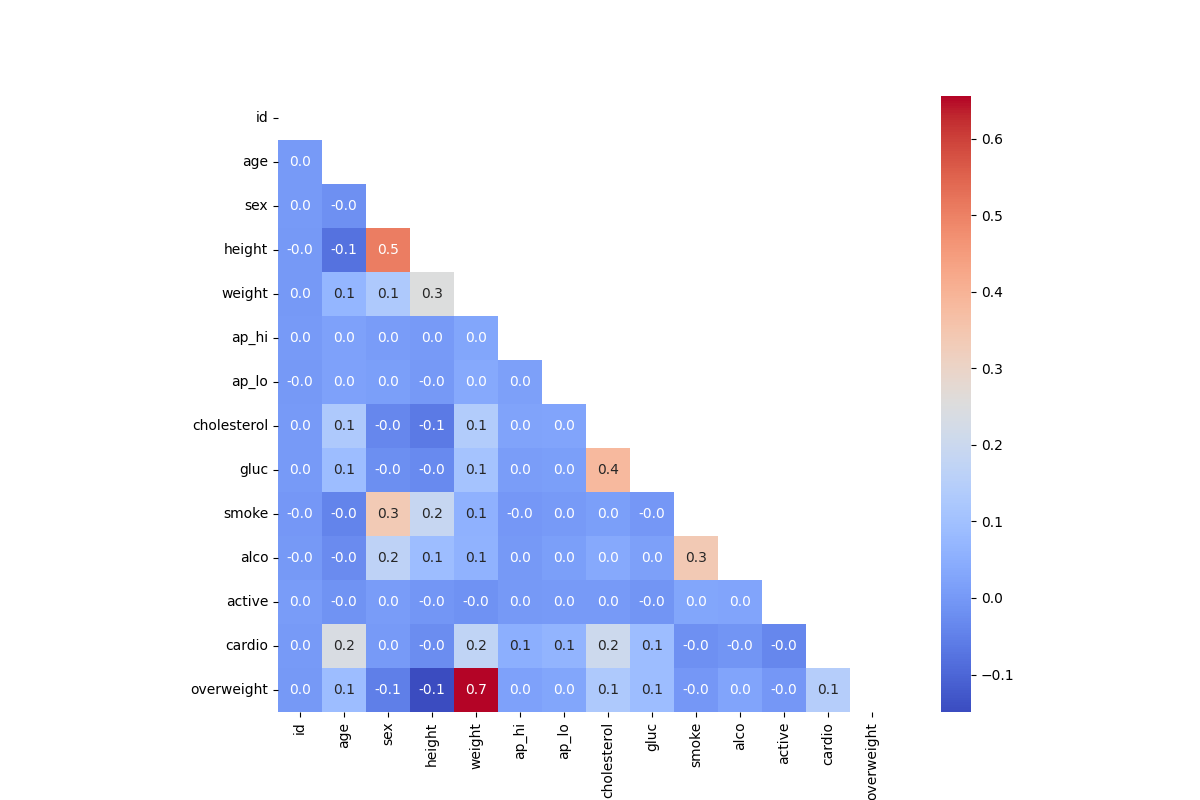 id
age 0.0
sex 0.0 -0.0
height -0.0 -0.1 0.5
weight 0.0 0.1 0.1 0.3
ap_hi 0.0 0.0 0.0 0.0 0.0
ap_lo -0.0 0.0 0.0 -0.0 0.0 0.0
cholesterol 0.0 0.1 -0.0 -0.1 0.1 0.0 0.0
gluc 0.0 0.1 -0.0 -0.0 0.1 0.0 0.0 0.4
smoke -0.0 -0.0 0.3 0.2 0.1 -0.0 0.0 0.0 -0.0
alco -0.0 -0.0 0.2 0.1 0.1 0.0 0.0 0.0 0.0 0.3
active 0.0 -0.0 0.0 -0.0 -0.0 0.0 0.0 0.0 -0.0 0.0 0.0
cardio 0.0 0.2 0.0 -0.0 0.2 0.1 0.1 0.2 0.1 -0.0 -0.0 -0.0
overweight 0.0 0.1 -0.1 -0.1 0.7 0.0 0.0 0.1 0.1 -0.0 0.0 -0.0 0.1
id age sex height weight ap_hi ap_lo cholesterol gluc smoke alco active cardio overweight
0.6
0.5
0.4
0.3
0.2
0.1
0.0
−0.1